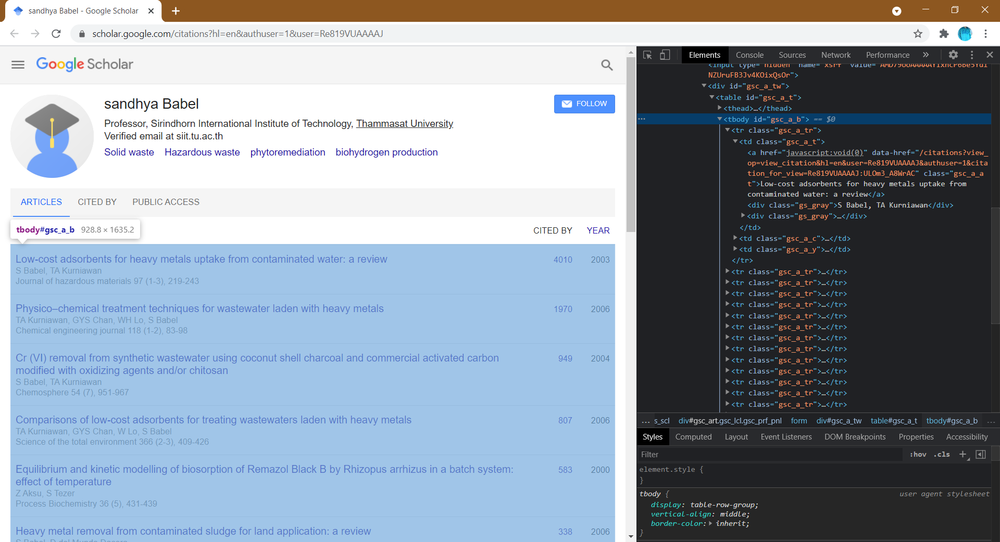 sandhya Babel - Google Scholar
scholar.google.com/citations?hl=en&authuser=1&user=Re819VUAAAAJ
Google Scholar
sandhya Babel
FOLLOW
Professor, Sirindhorn International Institute of Technology, Thammasat University
Verified email at siit.tu.ac.th
Solid waste Hazardous waste phytoremediation biohydrogen production
ARTICLES CITED BY PUBLIC ACCESS
tbody#gsc_a_b 928.8 × 1635.2
CITED BY YEAR
Low-cost adsorbents for heavy metals uptake from contaminated water: a review 4010 2003
S Babel, TA Kurniawan
Journal of hazardous materials 97 (1-3), 219-243
Physico–chemical treatment techniques for wastewater laden with heavy metals 1970 2006
TA Kurniawan, GYS Chan, WH Lo, S Babel
Chemical engineering journal 118 (1-2), 83-98
Cr (VI) removal from synthetic wastewater using coconut shell charcoal and commercial activated carbon 949 2004
modified with oxidizing agents and/or chitosan
S Babel, TA Kurniawan
Chemosphere 54 (7), 951-967
Comparisons of low-cost adsorbents for treating wastewaters laden with heavy metals 807 2006
TA Kurniawan, GYS Chan, W Lo, S Babel
Science of the total environment 366 (2-3), 409-426
Equilibrium and kinetic modelling of biosorption of Remazol Black B by Rhizopus arrhizus in a batch system: 583 2000
effect of temperature
Z Aksu, S Tezer
Process Biochemistry 36 (5), 431-439
Heavy metal removal from contaminated sludge for land application: a review 338 2006
Elements Console Sources Network Performance
<input type="hidden" name="xsrf" value=
NZUruFB3Jv4KOixQsOr">
<div id="gsc_a_tw">
<table id="gsc_a_t">
<thead>…</thead>
<tbody id="gsc_a_b"> == $0
<tr class="gsc_a_tr">
<td class="gsc_a_t">
<a href="javascript:void(0)" data-href="/citations?view_
op=view_citation&hl=en&user=Re819VUAAAAJ&authuser=1&cita
tion_for_view=Re819VUAAAAJ:ULOm3_A8WrAC" class="gsc_a_a
t">Low-cost adsorbents for heavy metals uptake from
contaminated water: a review</a>
<div class="gs_gray">S Babel, TA Kurniawan</div>
<div class="gs_gray">…</div>
</td>
<td class="gsc_a_c">…</td>
<td class="gsc_a_y">…</td>
</tr>
<tr class="gsc_a_tr">…</tr>
<tr class="gsc_a_tr">…</tr>
<tr class="gsc_a_tr">…</tr>
<tr class="gsc_a_tr">…</tr>
<tr class="gsc_a_tr">…</tr>
<tr class="gsc_a_tr">…</tr>
<tr class="gsc_a_tr">…</tr>
<tr class="gsc_a_tr">…</tr>
<tr class="gsc_a_tr">…</tr>
<tr class="gsc_a_tr">…</tr>
<tr class="gsc_a_tr">…</tr>
<tr class="gsc_a_tr">…</tr>
<tr class="gsc_a_tr">…</tr>
... s_scl div#gsc_art.gsc_lcl.gsc_prf_pnl form div#gsc_a_tw table#gsc_a_t tbody#gsc_a_b ...
Styles Computed Layout Event Listeners DOM Breakpoints Properties Accessibility
Filter :hov .cls
element.style {
}
tbody { user agent stylesheet
display: table-row-group;
vertical-align: middle;
border-color: inherit;
}